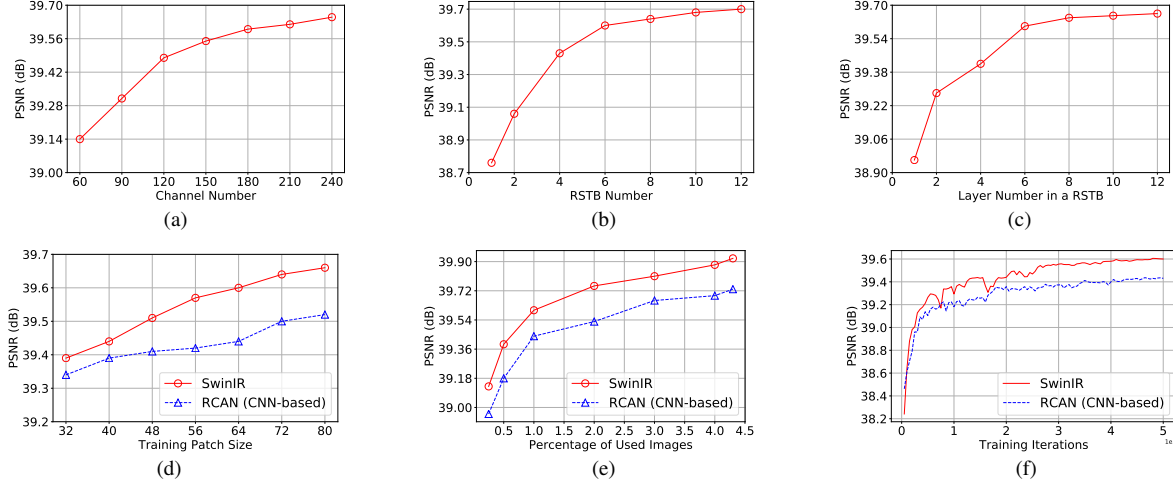 39.70
39.56
39.42
39.28
39.14
39.00
PSNR (dB)
60 90 120 150 180 210 240
Channel Number
(a)
39.7
39.5
39.3
39.1
38.9
38.7
PSNR (dB)
0 2 4 6 8 10 12
RSTB Number
(b)
39.70
39.54
39.38
39.22
39.06
38.90
PSNR (dB)
0 2 4 6 8 10 12
Layer Number in a RSTB
(c)
39.7
39.6
39.5
39.4
39.3
39.2
PSNR (dB)
SwinIR
RCAN (CNN-based)
32 40 48 56 64 72 80
Training Patch Size
(d)
39.90
39.72
39.54
39.36
39.18
39.00
PSNR (dB)
SwinIR
RCAN (CNN-based)
0.5 1.0 1.5 2.0 2.5 3.0 3.5 4.0 4.5
Percentage of Used Images
(e)
39.6
39.4
39.2
39.0
38.8
38.6
38.4
38.2
PSNR (dB)
SwinIR
RCAN (CNN-based)
0 1 2 3 4 5
Training Iterations
(f)